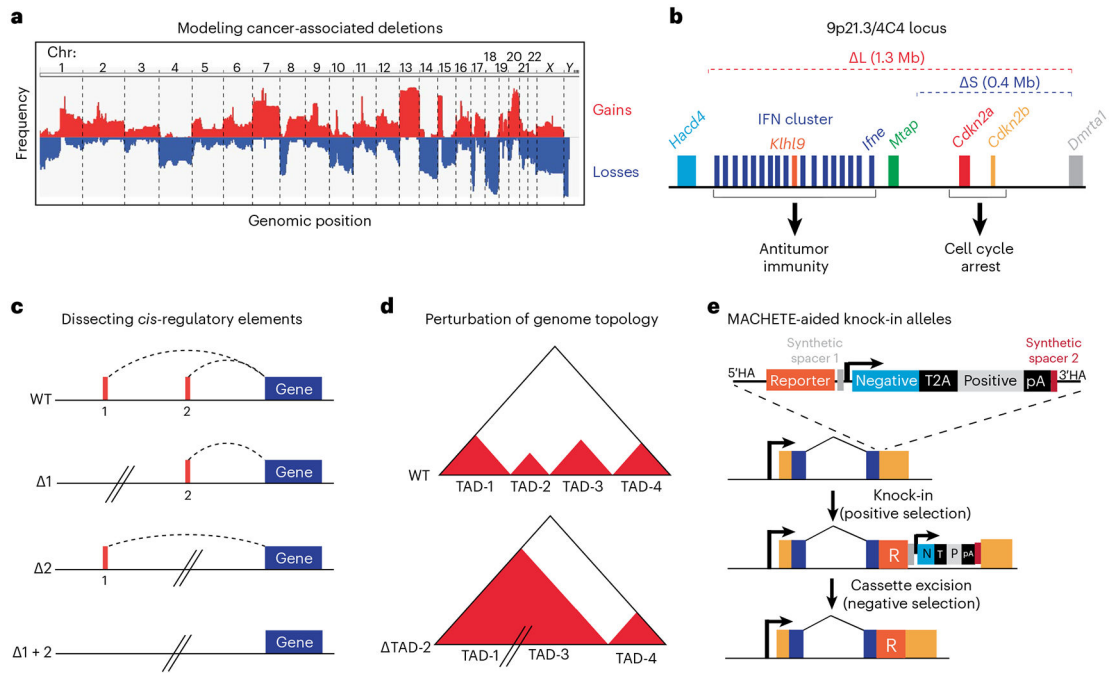 a
Modeling cancer-associated deletions
Chr:
1 2 3 4 5 6 7 8 9 10 11 12 13 14 15 16 17 18 19 20 21 22 X Y
Frequency
Gains
Losses
Genomic position
b
9p21.3/4C4 locus
ΔL (1.3 Mb)
ΔS (0.4 Mb)
Hacd4
IFN cluster
Klhl9
Ifne
Mtap
Cdkn2a
Cdkn2b
Dmrta1
Antitumor
immunity
Cell cycle
arrest
c
Dissecting cis-regulatory elements
WT
Gene
1 2
Δ1
Gene
2
Δ2
Gene
1
Δ1 + 2
Gene
d
Perturbation of genome topology
WT
TAD-1 TAD-2 TAD-3 TAD-4
ΔTAD-2
TAD-1 TAD-3 TAD-4
e
MACHETE-aided knock-in alleles
Synthetic
spacer 1
Synthetic
spacer 2
5′HA
Reporter Negative T2A Positive pA
3′HA
Knock-in
(positive selection)
R N T P pA
Cassette excision
(negative selection)
R